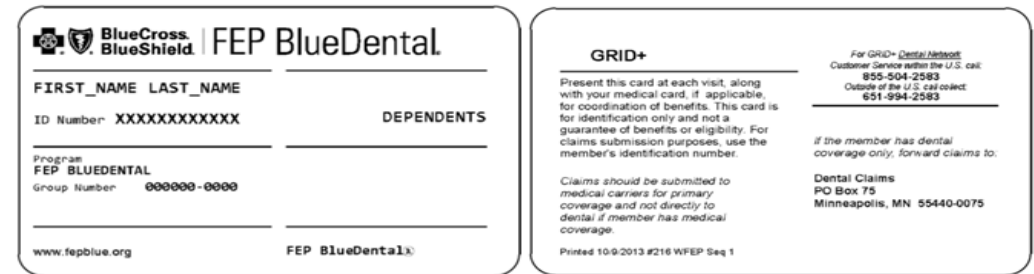 BlueCross
BlueShield
FEP BlueDental.
FIRST_NAME LAST_NAME
ID Number XXXXXXXXXXXX
DEPENDENTS
Program
FEP BLUEDENTAL
Group Number 000000-0000
www.fepblue.org
FEP BlueDental®
GRID+
Present this card at each visit, along
with your medical card, if applicable,
for coordination of benefits. This card is
for identification only and not a
guarantee of benefits or eligibility. For
claims submission purposes, use the
member's identification number.
Claims should be submitted to
medical carriers for primary
coverage and not directly to
dental if member has medical
coverage.
Printed 10/9/2013 #216 WFEP Seq 1
For GRID+ Dental Network
Customer Service within the U.S. call:
855-504-2583
Outside of the U.S. call collect:
651-994-2583
if the member has dental
coverage only, forward claims to:
Dental Claims
PO Box 75
Minneapolis, MN 55440-0075